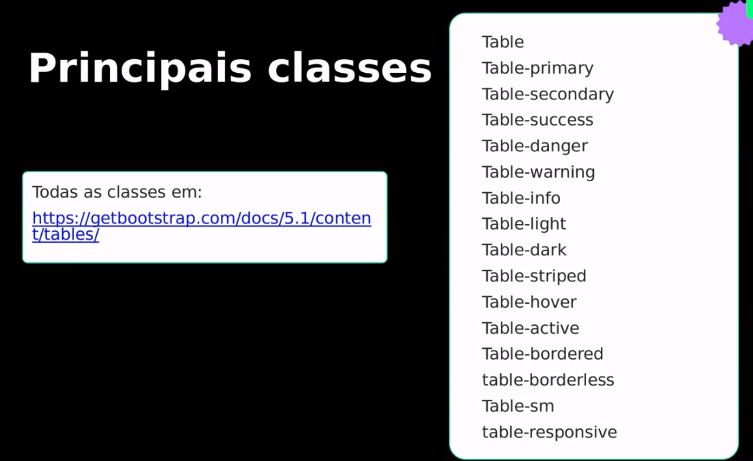 Principais classes
Todas as classes em:
https://getbootstrap.com/docs/5.1/conten
t/tables/
Table
Table-primary
Table-secondary
Table-success
Table-danger
Table-warning
Table-info
Table-light
Table-dark
Table-striped
Table-hover
Table-active
Table-bordered
table-borderless
Table-sm
table-responsive